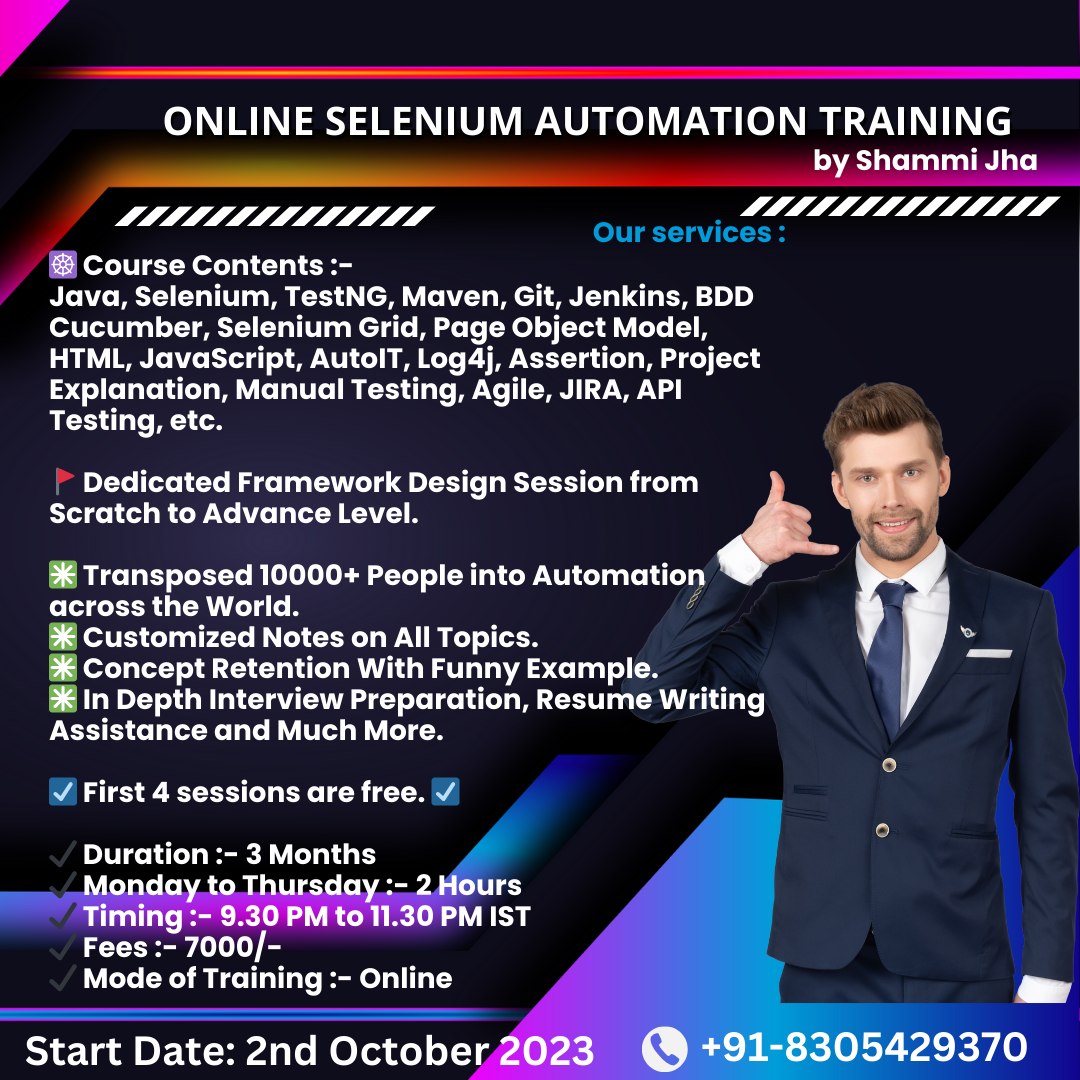 ONLINE SELENIUM AUTOMATION TRAINING
by Shammi Jha
Our services :
Course Contents :-
Java, Selenium, TestNG, Maven, Git, Jenkins, BDD
Cucumber, Selenium Grid, Page Object Model,
HTML, JavaScript, AutoIT, Log4j, Assertion, Project
Explanation, Manual Testing, Agile, JIRA, API
Testing, etc.
Dedicated Framework Design Session from
Scratch to Advance Level.
Transposed 10000+ People into Automation
across the World.
Customized Notes on All Topics.
Concept Retention With Funny Example.
In Depth Interview Preparation, Resume Writing
Assistance and Much More.
First 4 sessions are free.
Duration :- 3 Months
Monday to Thursday :- 2 Hours
Timing :- 9.30 PM to 11.30 PM IST
Fees :- 7000/-
Mode of Training :- Online
Start Date: 2nd October 2023
+91-8305429370